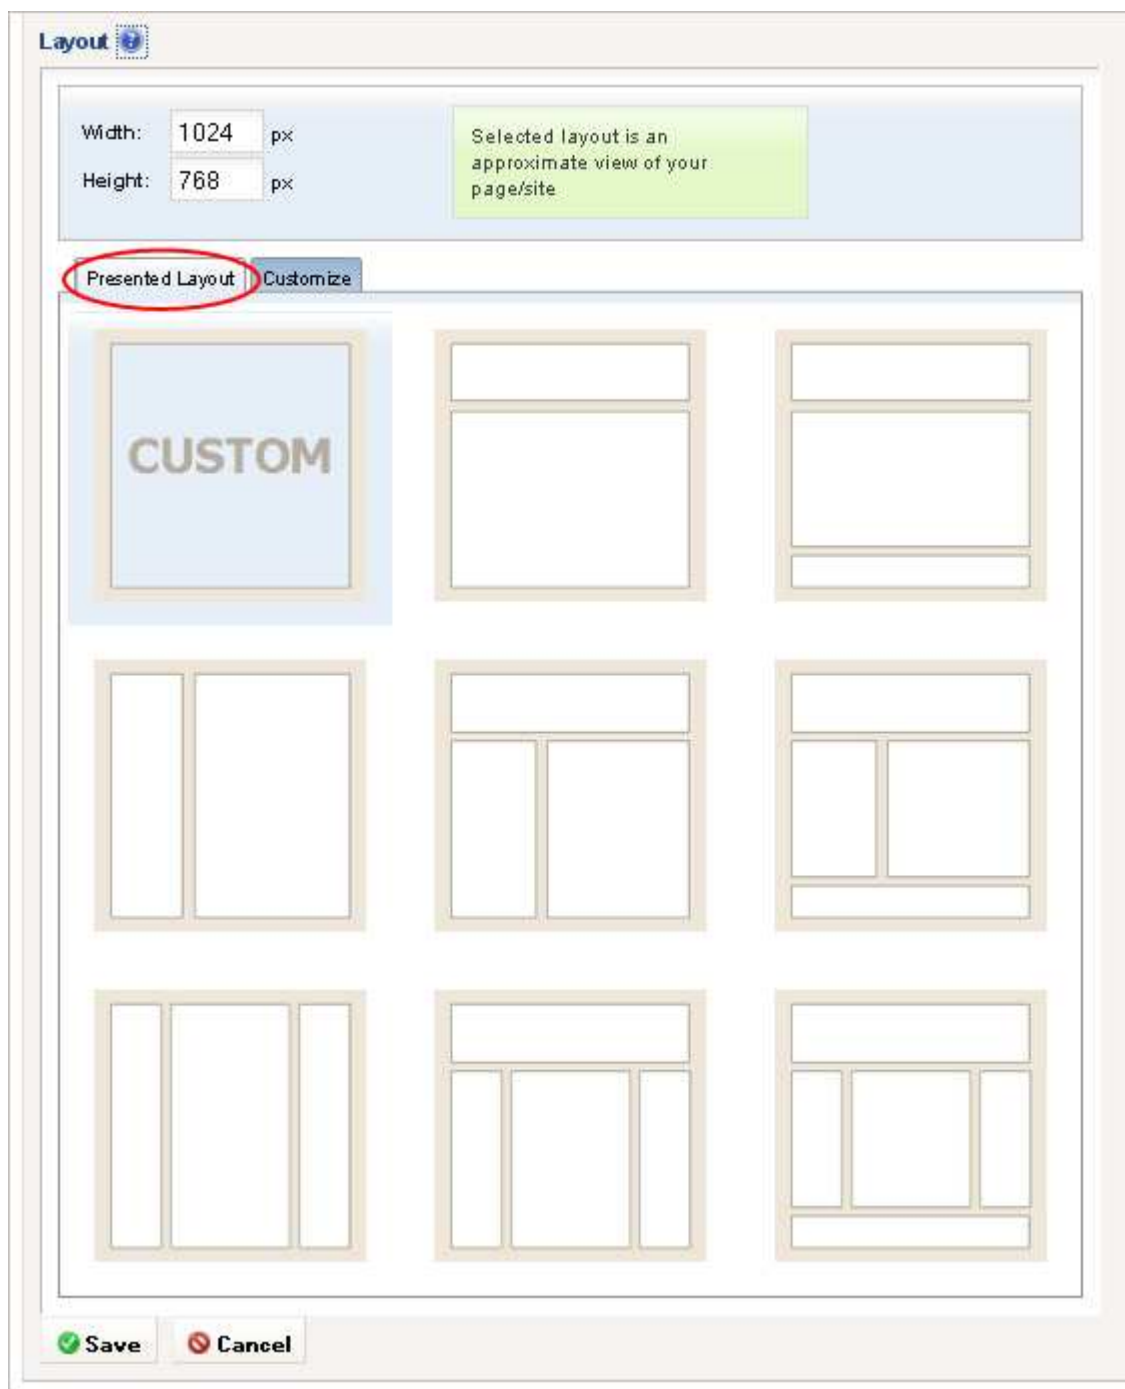 Layout ?
Width: 1024 px
Height: 768 px
Selected layout is an
approximate view of your
page/site
Presented Layout Customize
CUSTOM
Save Cancel